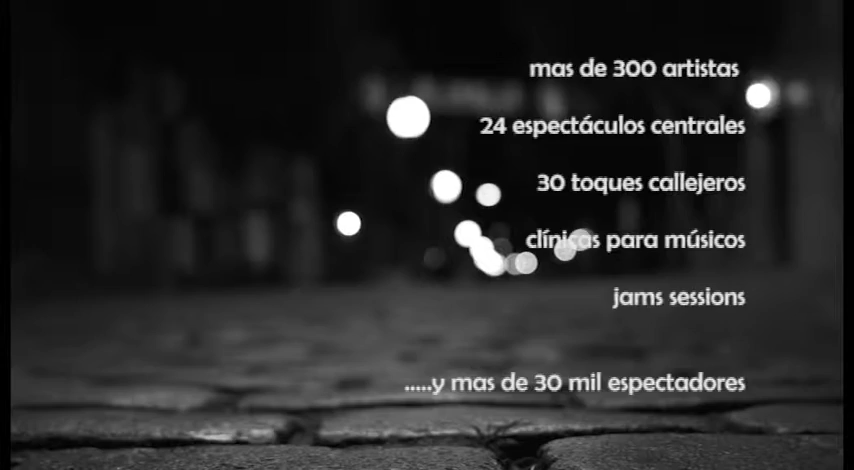 mas de 300 artistas
24 espectáculos centrales
30 toques callejeros
clínicas para músicos
jams sessions
.....y mas de 30 mil espectadores